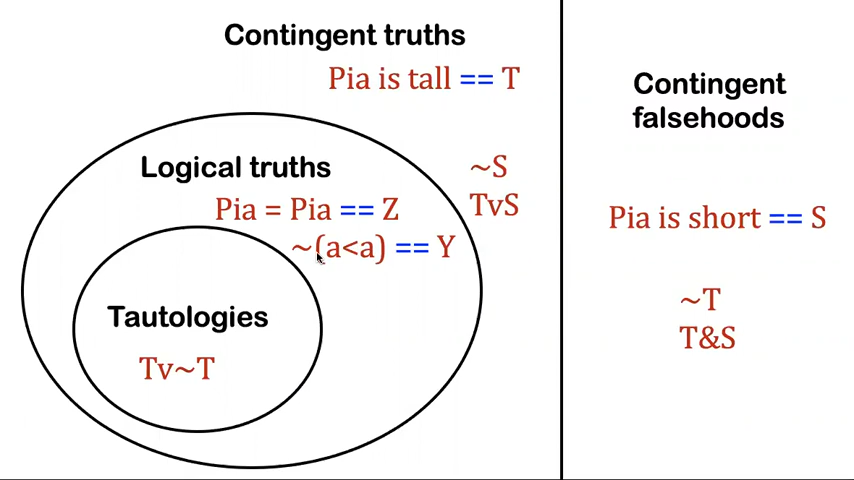 Contingent truths
Pia is tall == T
Logical truths
Pia = Pia == Z
~(a<a) == Y
~S
TvS
Tautologies
Tv~T
Contingent
falsehoods
Pia is short == S
~T
T&S